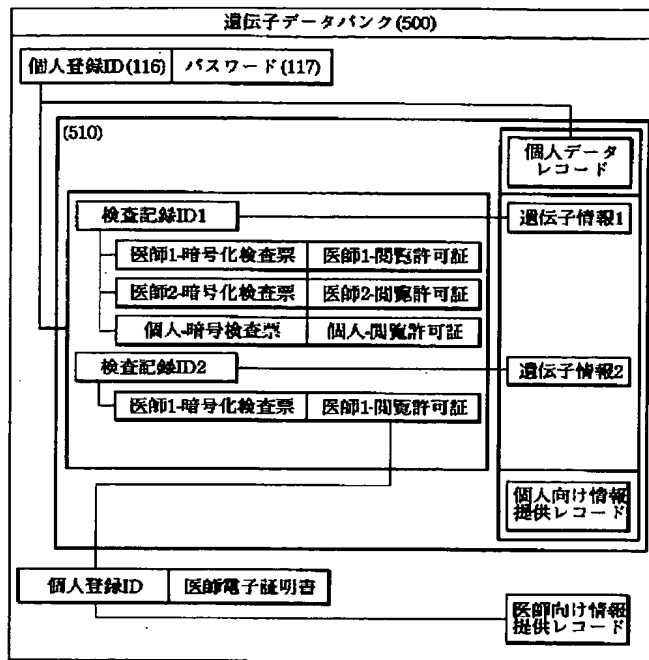 遺伝子データバンク(500)
個人登録ID(116) パスワード(117)
(510)
個人データ
レコード
検査記録ID1 遺伝子情報1
医師1-暗号化検査票 医師1-閲覧許可証
医師2-暗号化検査票 医師2-閲覧許可証
個人-暗号検査票 個人-閲覧許可証
検査記録ID2 遺伝子情報2
医師1-暗号化検査票 医師1-閲覧許可証
個人向け情報
提供レコード
個人登録ID 医師電子証明書
医師向け情報
提供レコード